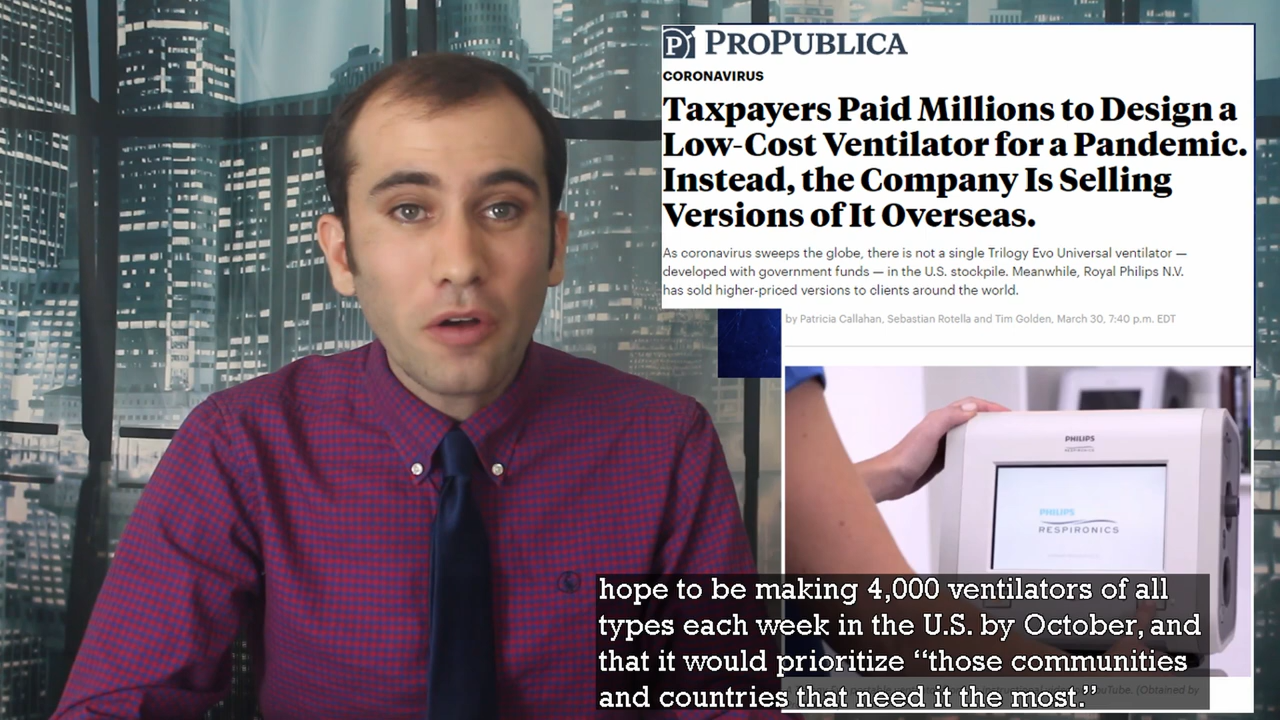 PROPUBLICA
CORONAVIRUS
Taxpayers Paid Millions to Design a
Low-Cost Ventilator for a Pandemic.
Instead, the Company Is Selling
Versions of It Overseas.
As coronavirus sweeps the globe, there is not a single Trilogy Evo Universal ventilator —
developed with government funds — in the U.S. stockpile. Meanwhile, Royal Philips N.V.
has sold higher-priced versions to clients around the world.
by Patricia Callahan, Sebastian Rotella and Tim Golden, March 30, 7:40 p.m. EDT
PHILIPS
RESPIRONICS
PHILIPS
RESPIRONICS
hope to be making 4,000 ventilators of all
types each week in the U.S. by October, and
that it would prioritize “those communities
and countries that need it the most.”
YouTube. (Obtained by